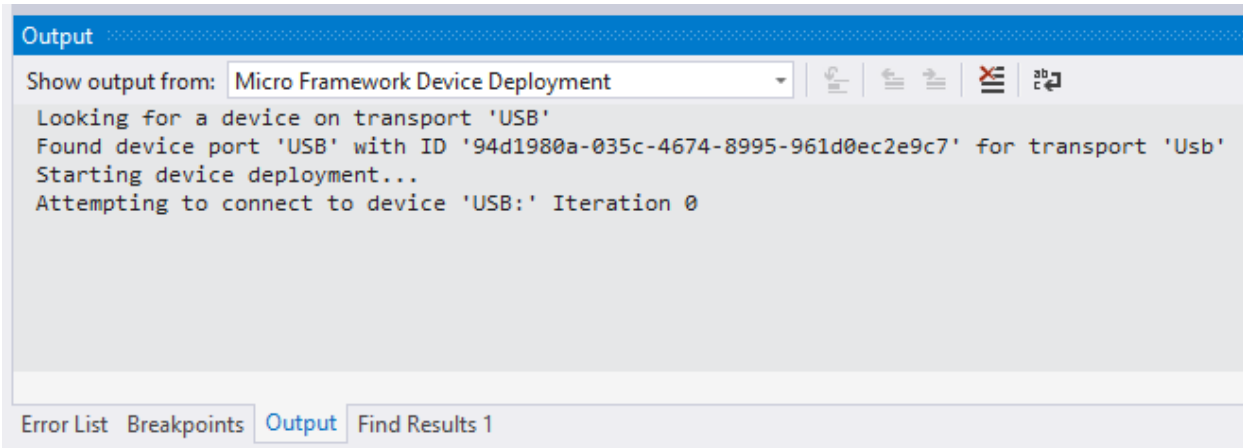 Output
Show output from: Micro Framework Device Deployment
Looking for a device on transport 'USB'
Found device port 'USB' with ID '94d1980a-035c-4674-8995-961d0ec2e9c7' for transport 'Usb'
Starting device deployment...
Attempting to connect to device 'USB:' Iteration 0
Error List Breakpoints Output Find Results 1